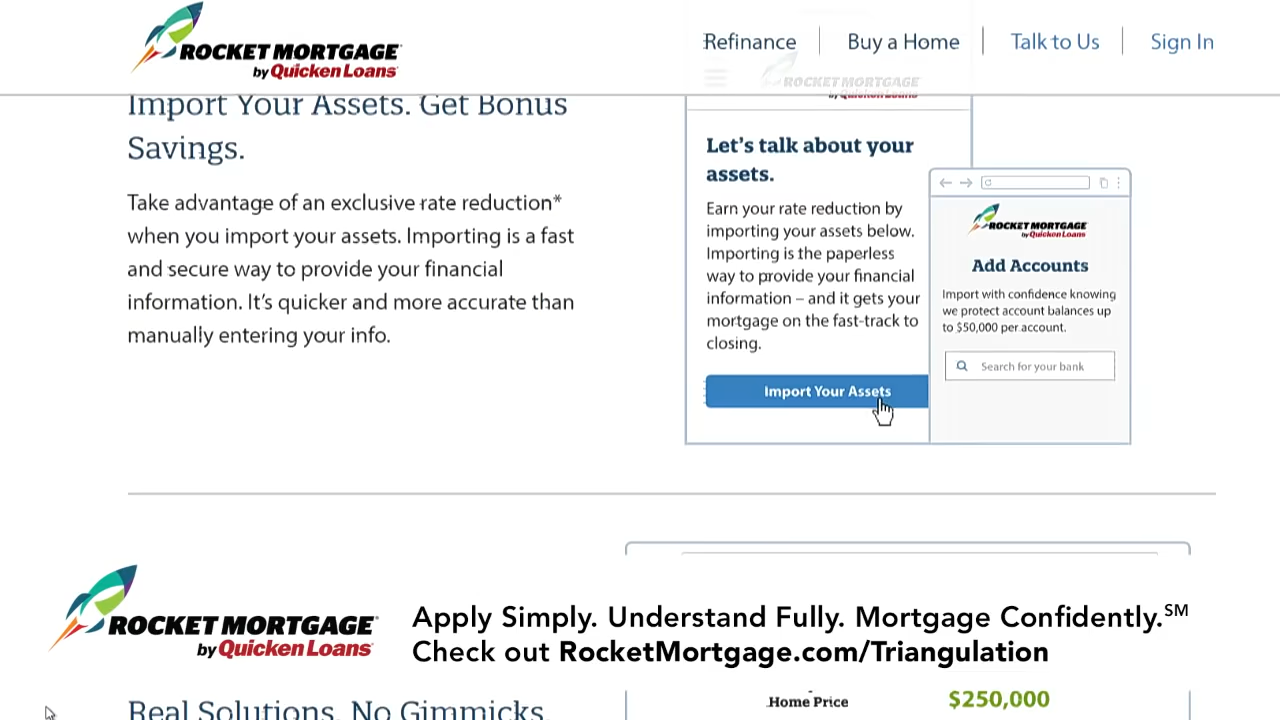 ROCKET MORTGAGE
by Quicken Loans
Refinance
Buy a Home
Talk to Us
Sign In
Import Your Assets. Get Bonus
Savings.
Take advantage of an exclusive rate reduction*
when you import your assets. Importing is a fast
and secure way to provide your financial
information. It's quicker and more accurate than
manually entering your info.
ROCKET MORTGAGE
by Quicken Loans
Let's talk about your
assets.
Earn your rate reduction by
importing your assets below.
Importing is the paperless
way to provide your financial
information – and it gets your
mortgage on the fast-track to
closing.
Import Your Assets
ROCKET MORTGAGE
by Quicken Loans
Add Accounts
Import with confidence knowing
we protect account balances up
to $50,000 per account.
Search for your bank
ROCKET MORTGAGE
by Quicken Loans
Apply Simply. Understand Fully. Mortgage Confidently.℠
Check out RocketMortgage.com/Triangulation
Real Solutions. No Gimmicks.
Home Price
$250,000